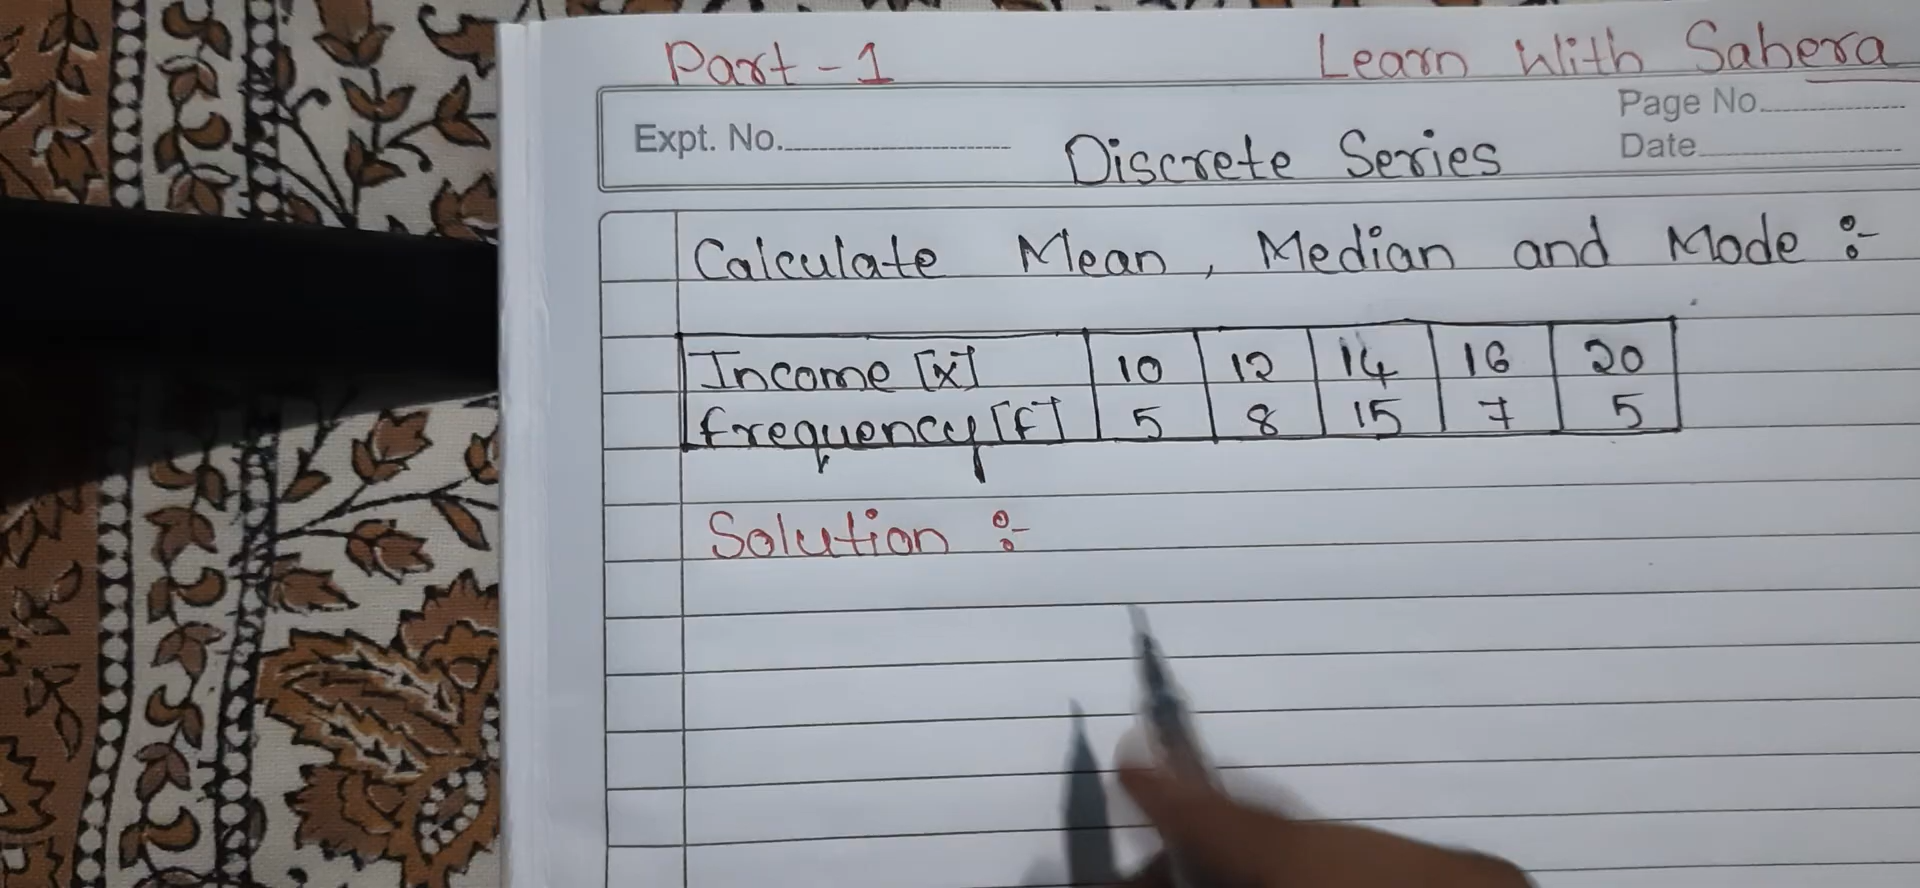 Part - 1 Learn With Sahera
Page No.
Expt. No. Discrete Series
Date
Calculate Mean, Median and Mode :-
Income [x] 10 12 14 16 20
frequency [f] 5 8 15 7 5
Solution :-